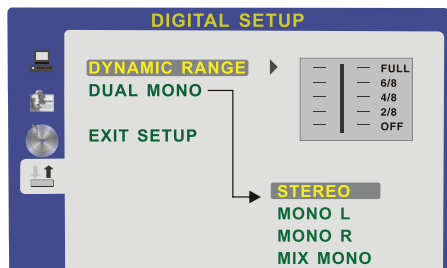 DIGITAL SETUP
DYNAMIC RANGE
DUAL MONO
EXIT SETUP
FULL
6/8
4/8
2/8
OFF
STEREO
MONO L
MONO R
MIX MONO